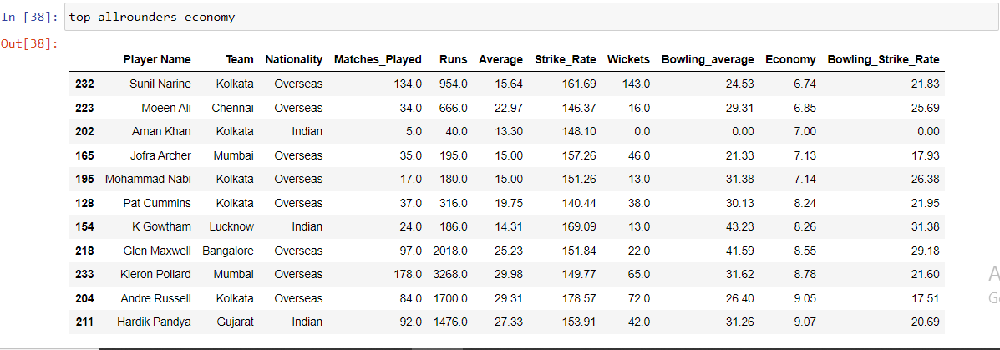 In [38]: top_allrounders_economy
Out[38]:
Player Name Team Nationality Matches_Played Runs Average Strike_Rate Wickets Bowling_average Economy Bowling_Strike_Rate
232 Sunil Narine Kolkata Overseas 134.0 954.0 15.64 161.69 143.0 24.53 6.74 21.83
223 Moeen Ali Chennai Overseas 34.0 666.0 22.97 146.37 16.0 29.31 6.85 25.69
202 Aman Khan Kolkata Indian 5.0 40.0 13.30 148.10 0.0 0.00 7.00 0.00
165 Jofra Archer Mumbai Overseas 35.0 195.0 15.00 157.26 46.0 21.33 7.13 17.93
195 Mohammad Nabi Kolkata Overseas 17.0 180.0 15.00 151.26 13.0 31.38 7.14 26.38
128 Pat Cummins Kolkata Overseas 37.0 316.0 19.75 140.44 38.0 30.13 8.24 21.95
154 K Gowtham Lucknow Indian 24.0 186.0 14.31 169.09 13.0 43.23 8.26 31.38
218 Glen Maxwell Bangalore Overseas 97.0 2018.0 25.23 151.84 22.0 41.59 8.55 29.18
233 Kieron Pollard Mumbai Overseas 178.0 3268.0 29.98 149.77 65.0 31.62 8.78 21.60
204 Andre Russell Kolkata Overseas 84.0 1700.0 29.31 178.57 72.0 26.40 9.05 17.51
211 Hardik Pandya Gujarat Indian 92.0 1476.0 27.33 153.91 42.0 31.26 9.07 20.69